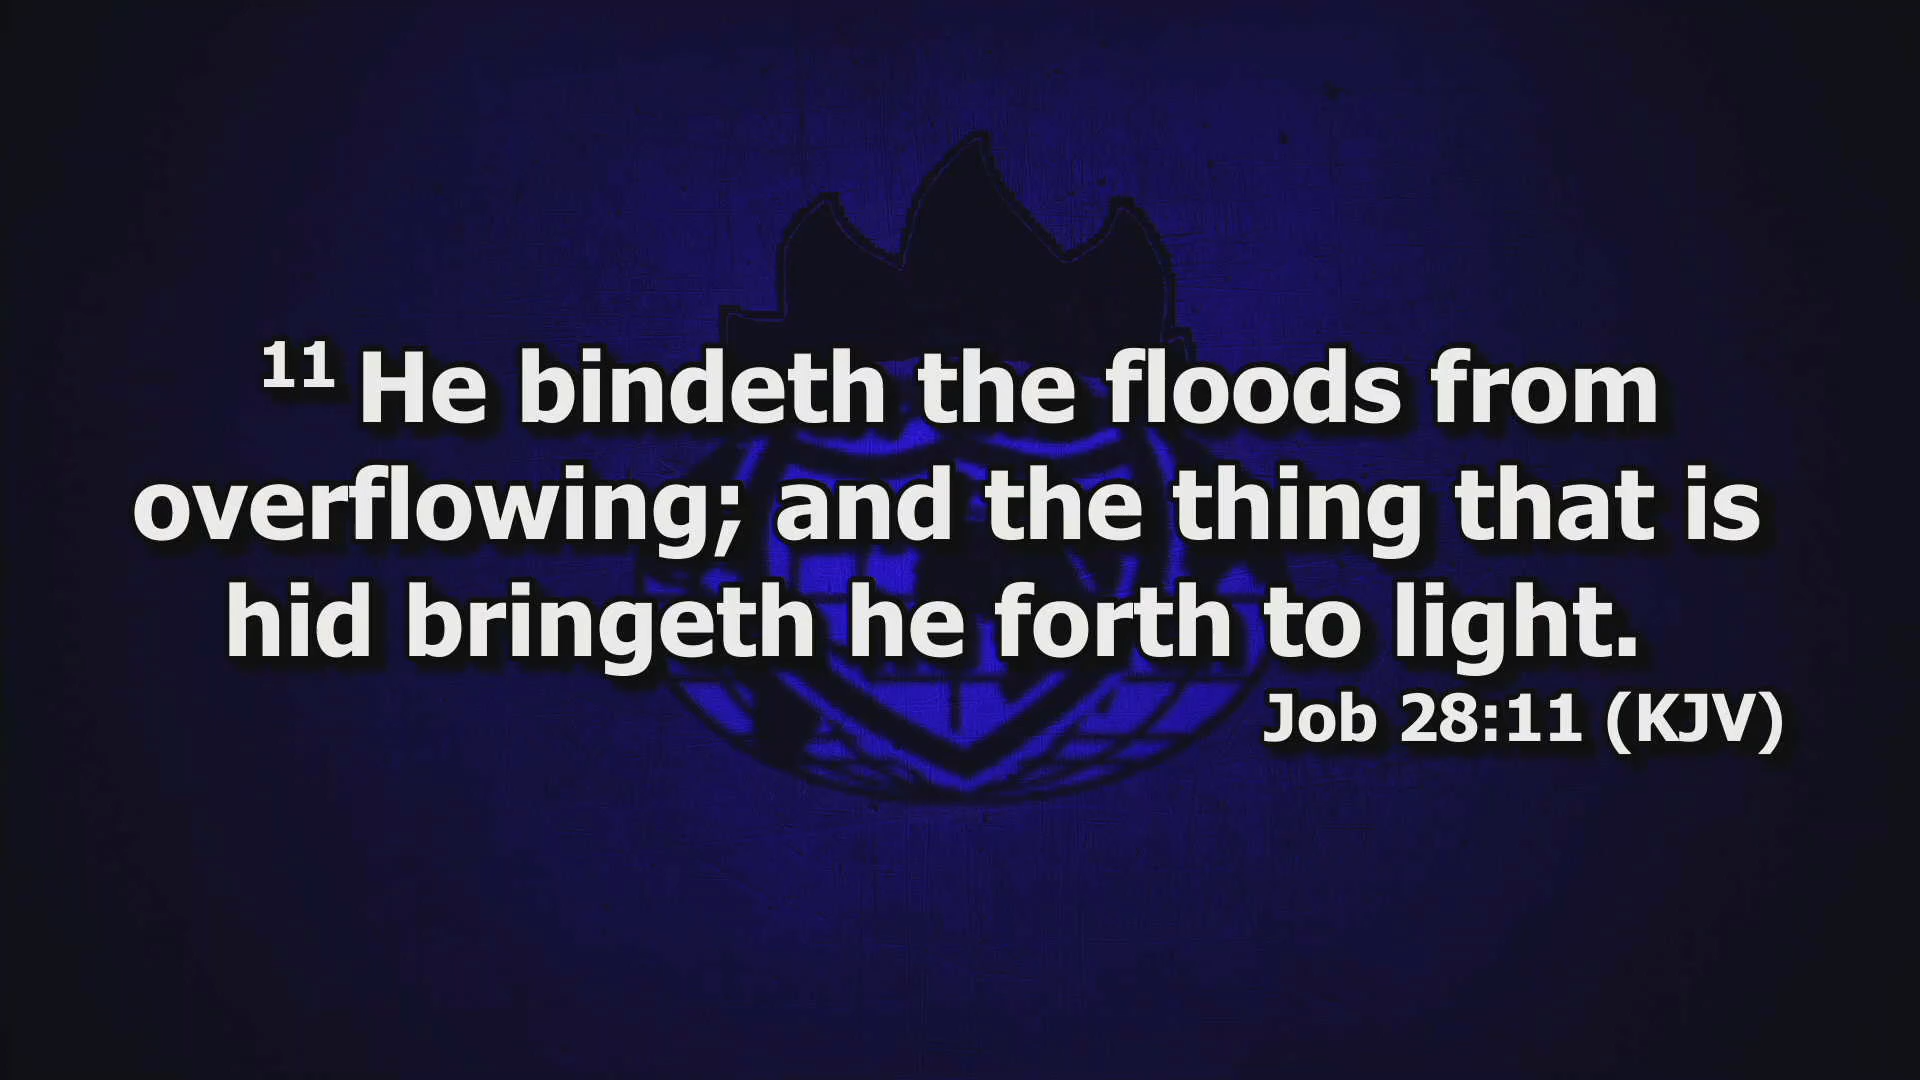 11 He bindeth the floods from
overflowing; and the thing that is
hid bringeth he forth to light.
Job 28:11 (KJV)